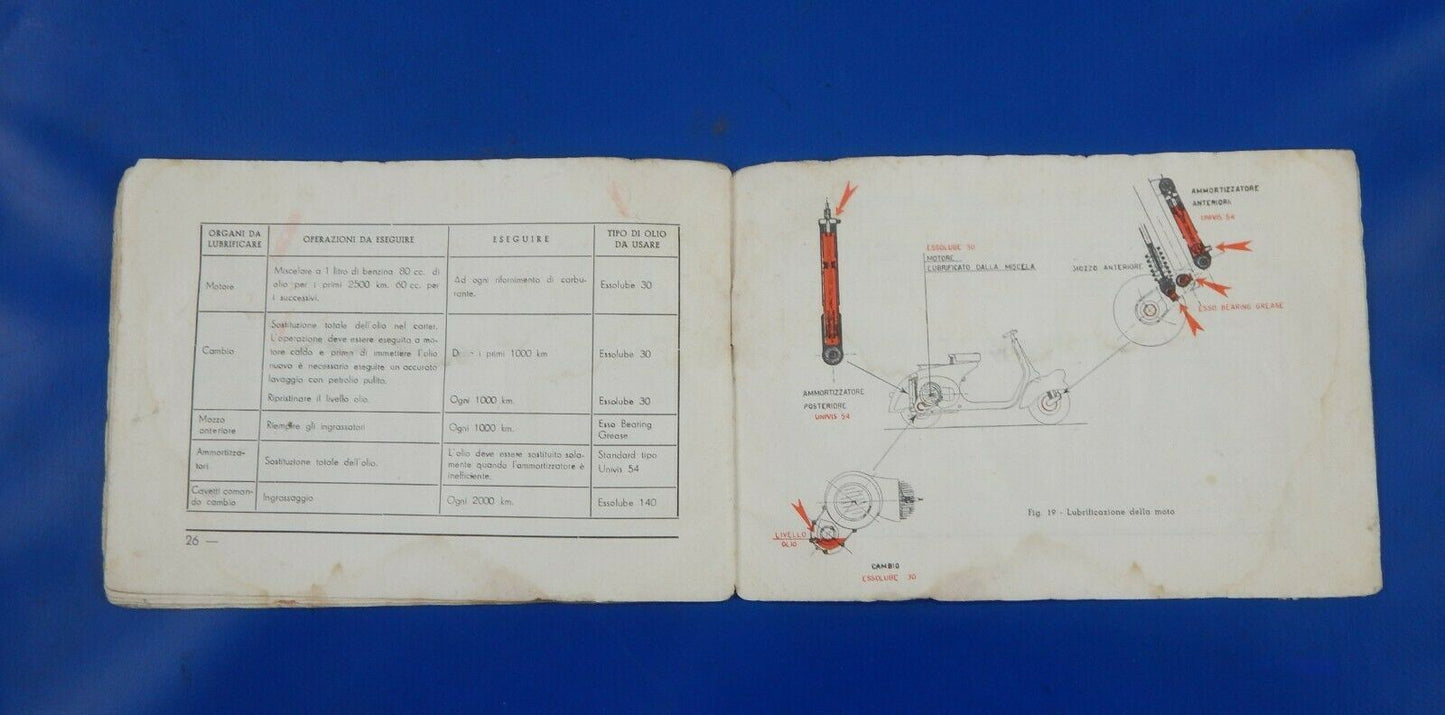 ORGANI DA
LUBRIFICARE
OPERAZIONI DA ESEGUIRE
ESEGUIRE
TIPO DI OLIO
DA USARE
Motore
Miscelare a 1 litro di benzina 80 cc. di
olio per i primi 2500 km. 60 cc. per
i successivi.
Ad ogni rifornimento di carbu-
rante.
Essolube 30
Cambio
Sostituzione totale dell'olio nel carter.
L'operazione deve essere eseguita a mo-
tore caldo e prima di immettere l'olio
nuovo è necessario eseguire un accurato
lavaggio con petrolio pulito.
i primi 1000 km
Essolube 30
Ripristinare il livello olio.
Ogni 1000 km.
Essolube 30
Mozzo
anteriore
Riempire gli ingrassatori
Ogni 1000 km.
Esso Bearing
Grease
Ammortizza-
tori
Sostituzione totale dell'olio.
L'olio deve essere sostituito sola-
mente quando l'ammortizzatore è
inefficiente.
Standard tipo
Univis 54
Cavetti coman-
do cambio
Ingrassaggio
Ogni 2000 km.
Essolube 140
26 —
AMMORTIZZATORE
ANTERIORE
UNIVIS 54
ESSOLUBE 30
MOTORE
LUBRIFICATO DALLA MISCELA
MOZZO ANTERIORE
ESSO BEARING GREASE
AMMORTIZZATORE
POSTERIORE
UNIVIS 54
Fig. 19 - Lubrificazione della moto
LIVELLO
OLIO
CAMBIO
ESSOLUBE 30